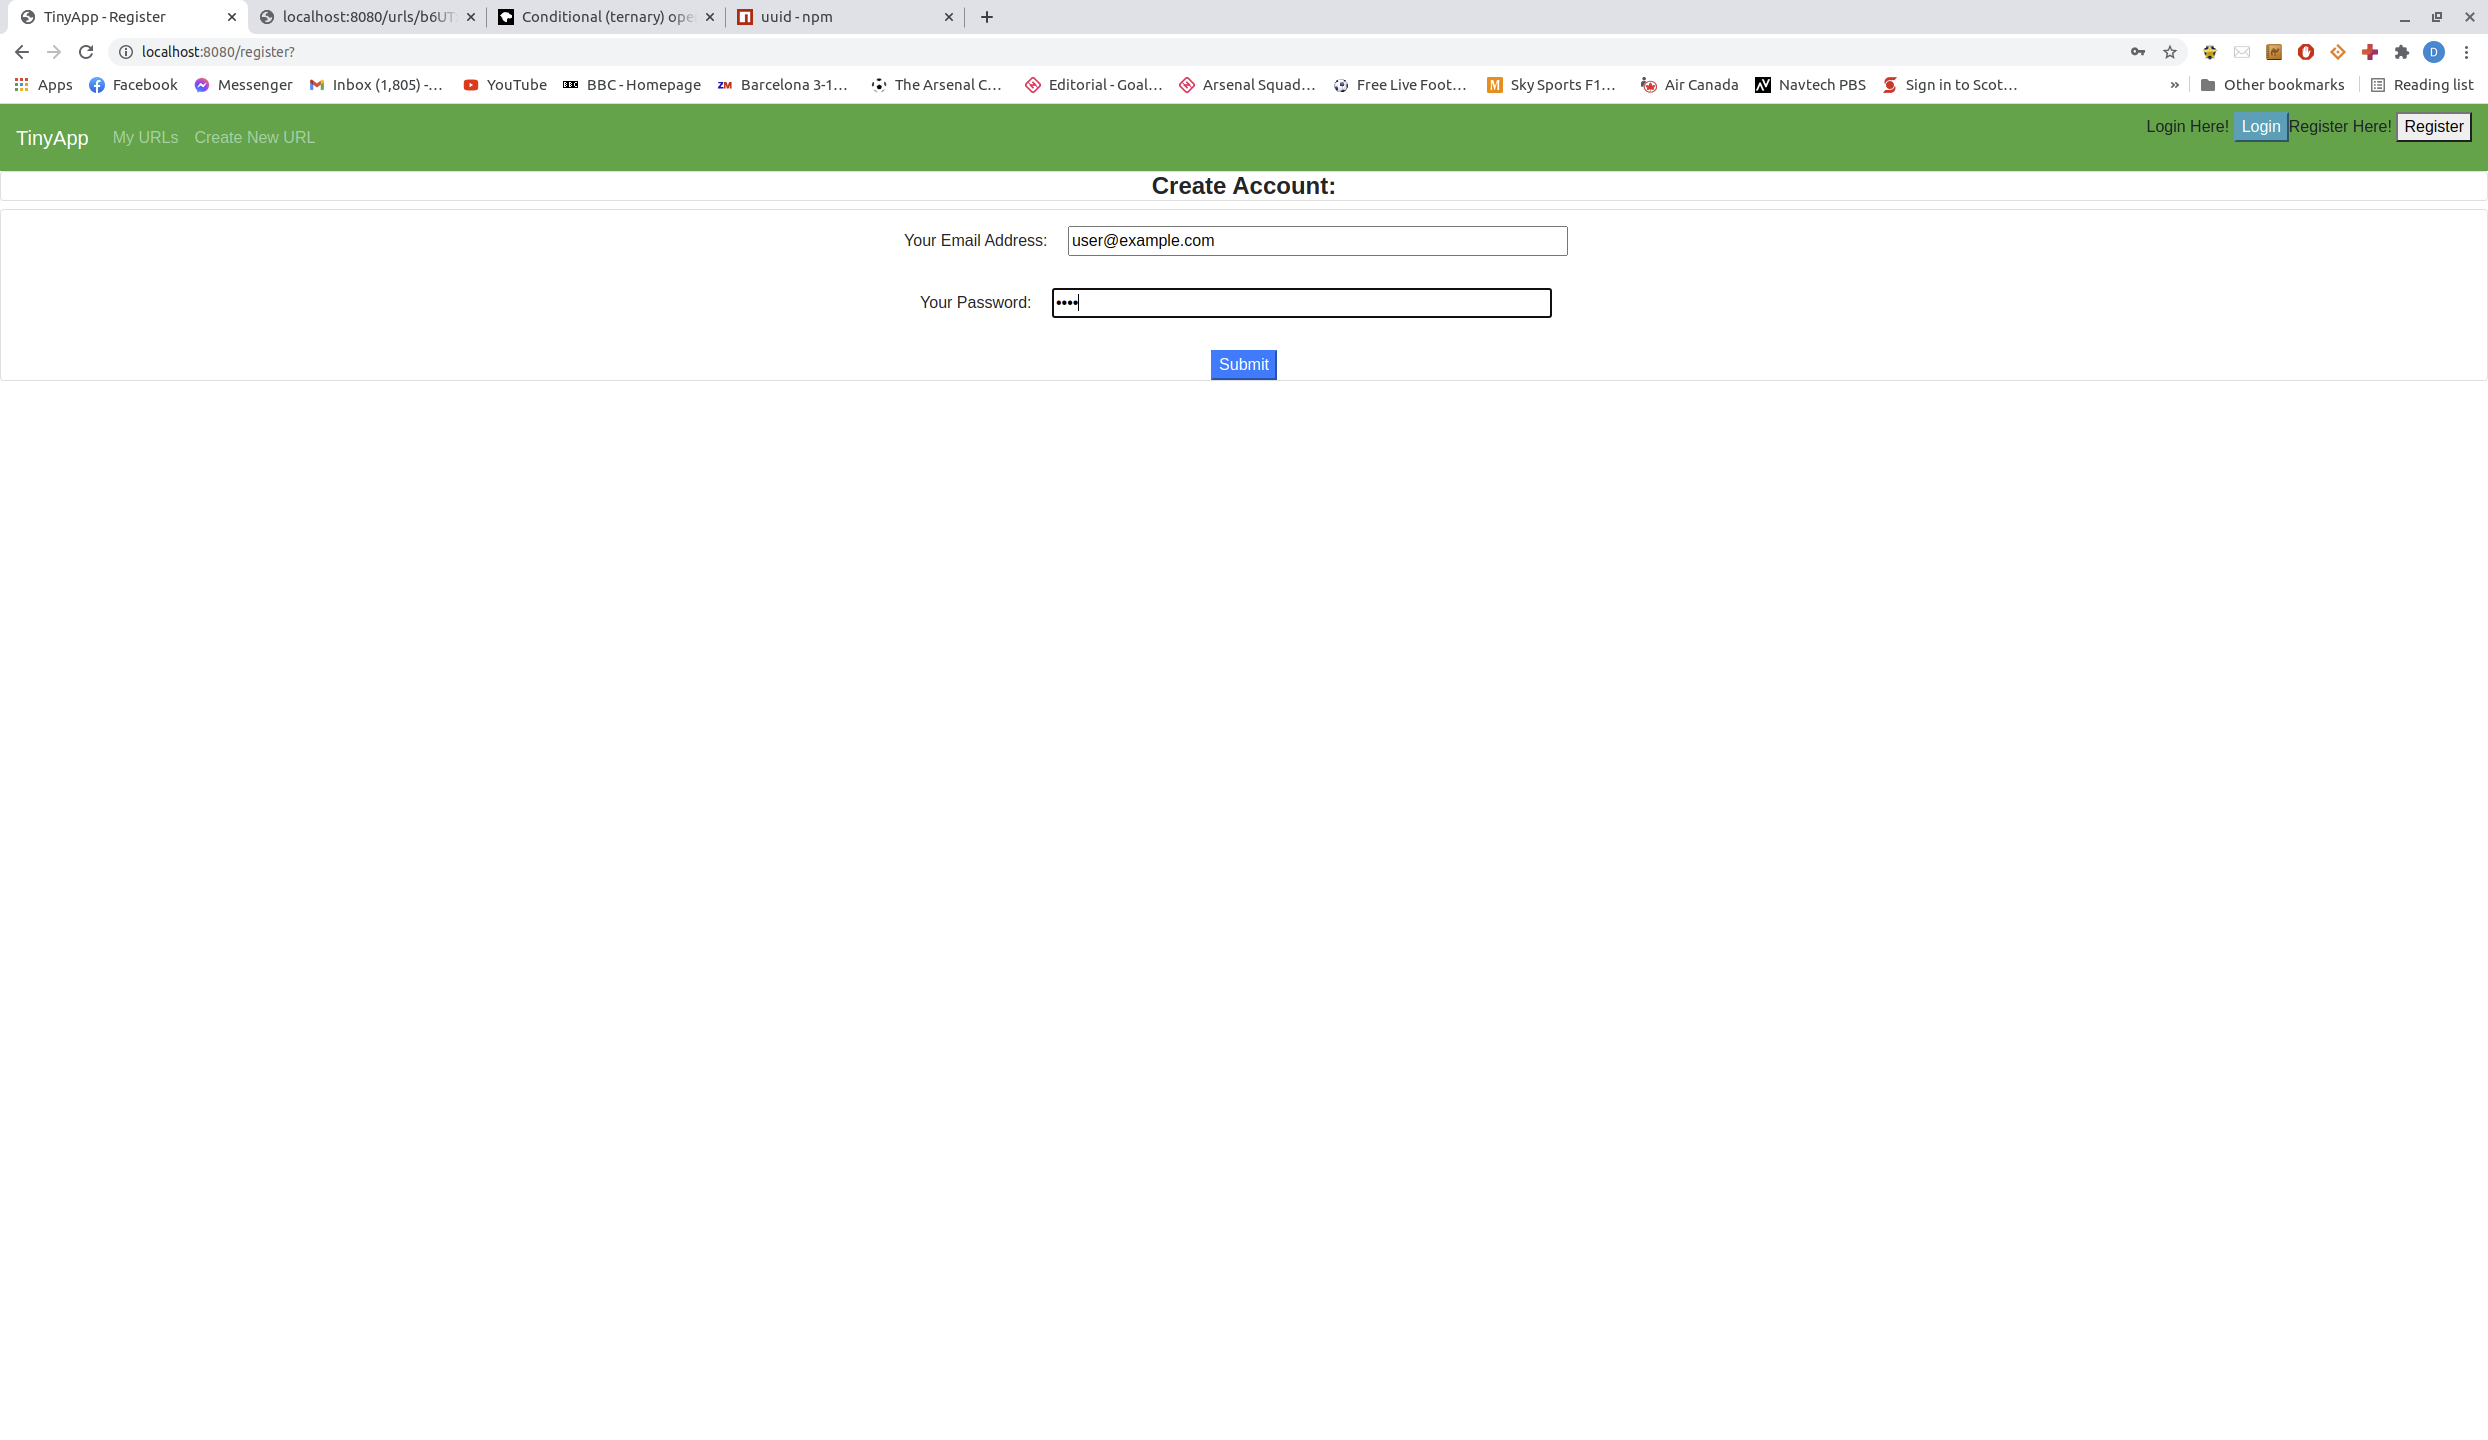 TinyApp - Register
localhost:8080/urls/b6UT
Conditional (ternary) ope
uuid - npm
localhost:8080/register?
D
Apps
Facebook
Messenger
Inbox (1,805) -...
YouTube
BBC - Homepage
Barcelona 3-1...
The Arsenal C...
Editorial - Goal...
Arsenal Squad...
Free Live Foot...
Sky Sports F1...
Air Canada
Navtech PBS
Sign in to Scot...
»
Other bookmarks
Reading list
TinyApp
My URLs
Create New URL
Login Here!
Login
Register Here!
Register
Create Account:
Your Email Address:
user@example.com
Your Password:
••••
Submit